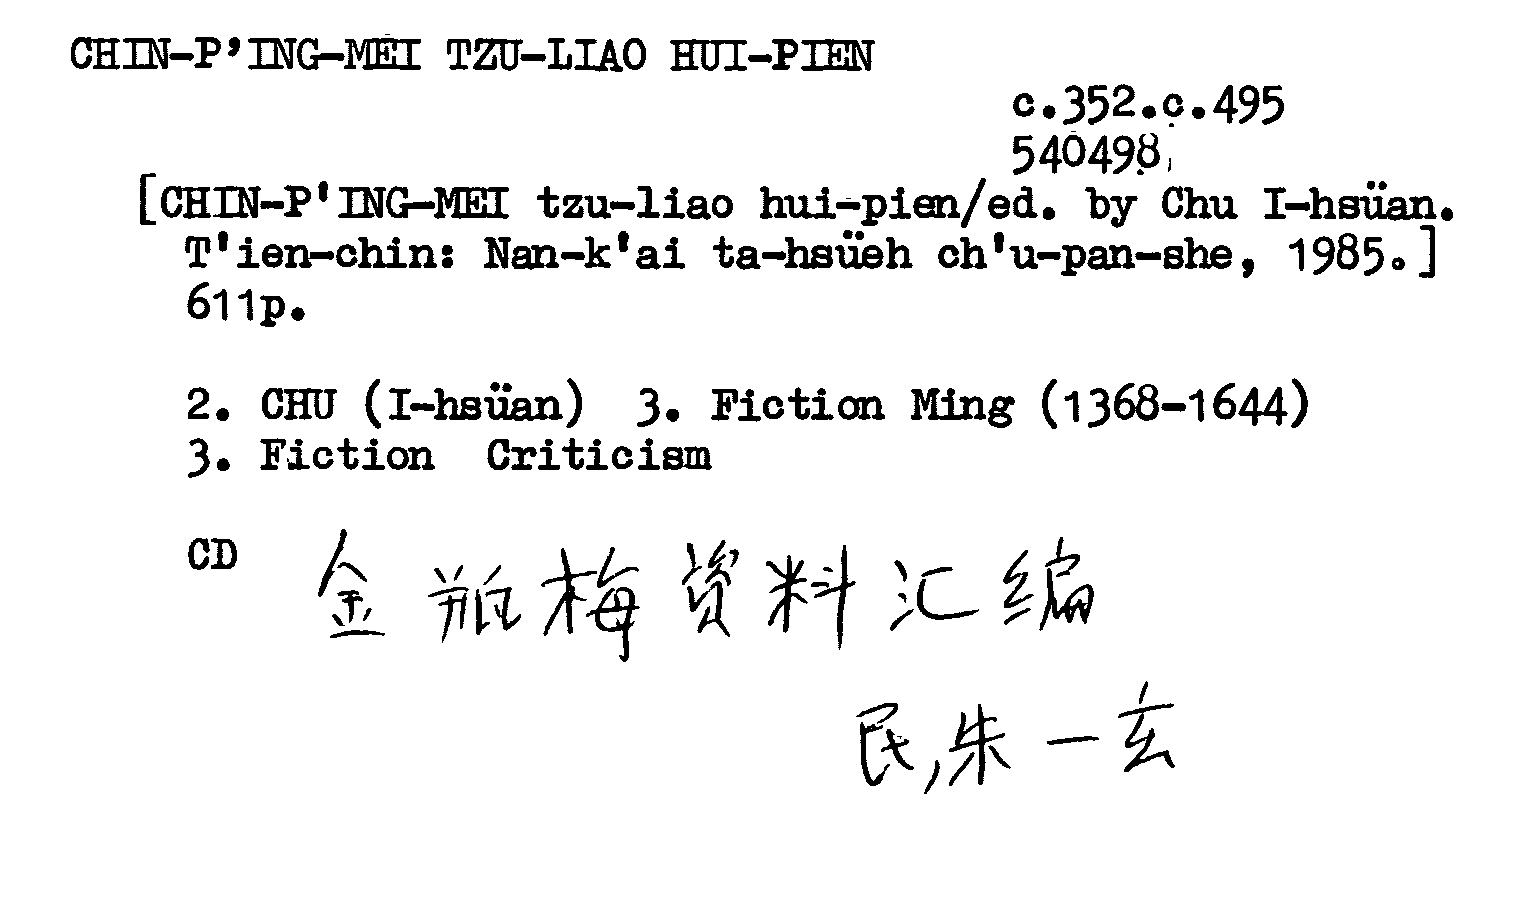 CHIN-P'ING-MEI TZU-LIAO HUI-PIEN
c.352.c.495
540498
[CHIN-P'ING-MEI tzu-liao hui-pien/ed. by Chu I-hsüan.
T'ien-chin: Nan-k'ai ta-hsüeh ch'u-pan-she, 1985.]
611p.
2. CHU (I-hsüan) 3. Fiction Ming (1368-1644)
3. Fiction Criticism
CD 金瓶梅资料汇编
民,朱一玄